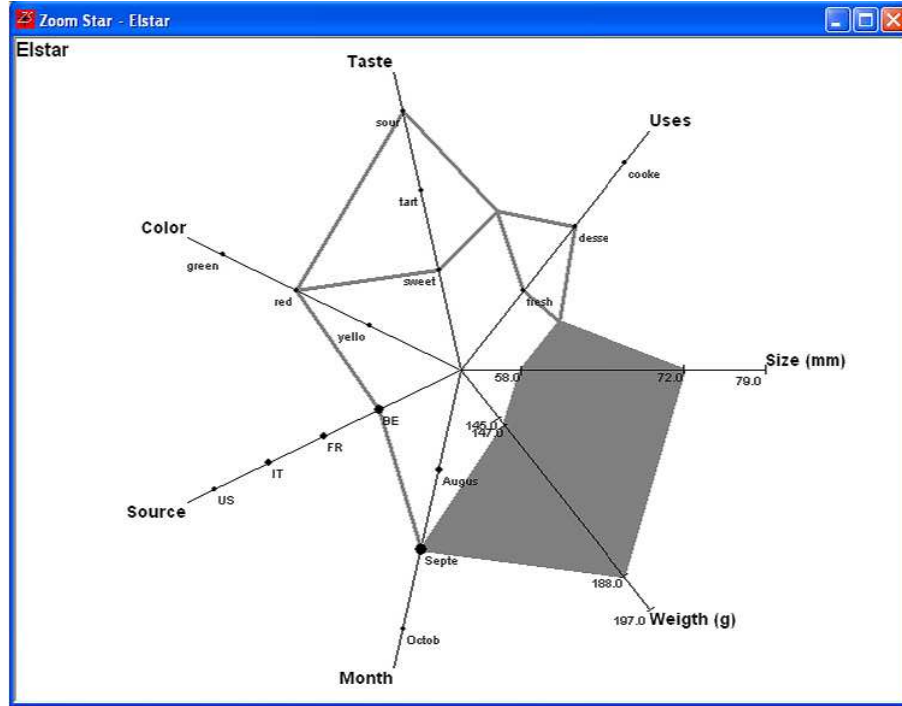 Zoom Star - Elstar
Elstar
Taste
Uses
sour
cooke
tart
Color
desse
green
sweet
red
fresh
yello
Size (mm)
58.0
72.0
79.0
BE
145.0
147.0
FR
IT
Augus
US
Source
Septe
188.0
197.0
Weigth (g)
Octob
Month